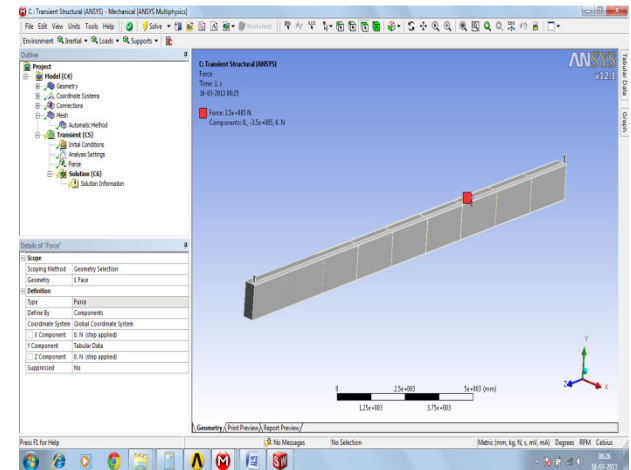 C : Transient Structural (ANSYS) - Mechanical [ANSYS Multiphysics]
File Edit View Units Tools Help Solve Worksheet
Environment Inertial Loads Supports
Outline
Project
Model (C4)
Geometry
Coordinate Systems
Connections
Mesh
Automatic Method
Transient (C5)
Initial Conditions
Analysis Settings
Force
Solution (C6)
Solution Information
Details of "Force"
Scope
Scoping Method Geometry Selection
Geometry 1 Face
Definition
Type Force
Define By Components
Coordinate System Global Coordinate System
X Component 0. N (step applied)
Y Component Tabular Data
Z Component 0. N (step applied)
Suppressed No
C: Transient Structural (ANSYS)
Force
Time: 1. s
16-03-2013 08:25
Force: 3.5e+005 N
Components: 0., -3.5e+005, 0. N
ANSYS
v12.1
Tabular Data
Graph
Y
Z
X
0 2.5e+003 5e+003 (mm)
1.25e+003 3.75e+003
Geometry Print Preview Report Preview
Press F1 for Help No Messages No Selection Metric (mm, kg, N, s, mV, mA) Degrees RPM Celsius
08:26
16-03-2013